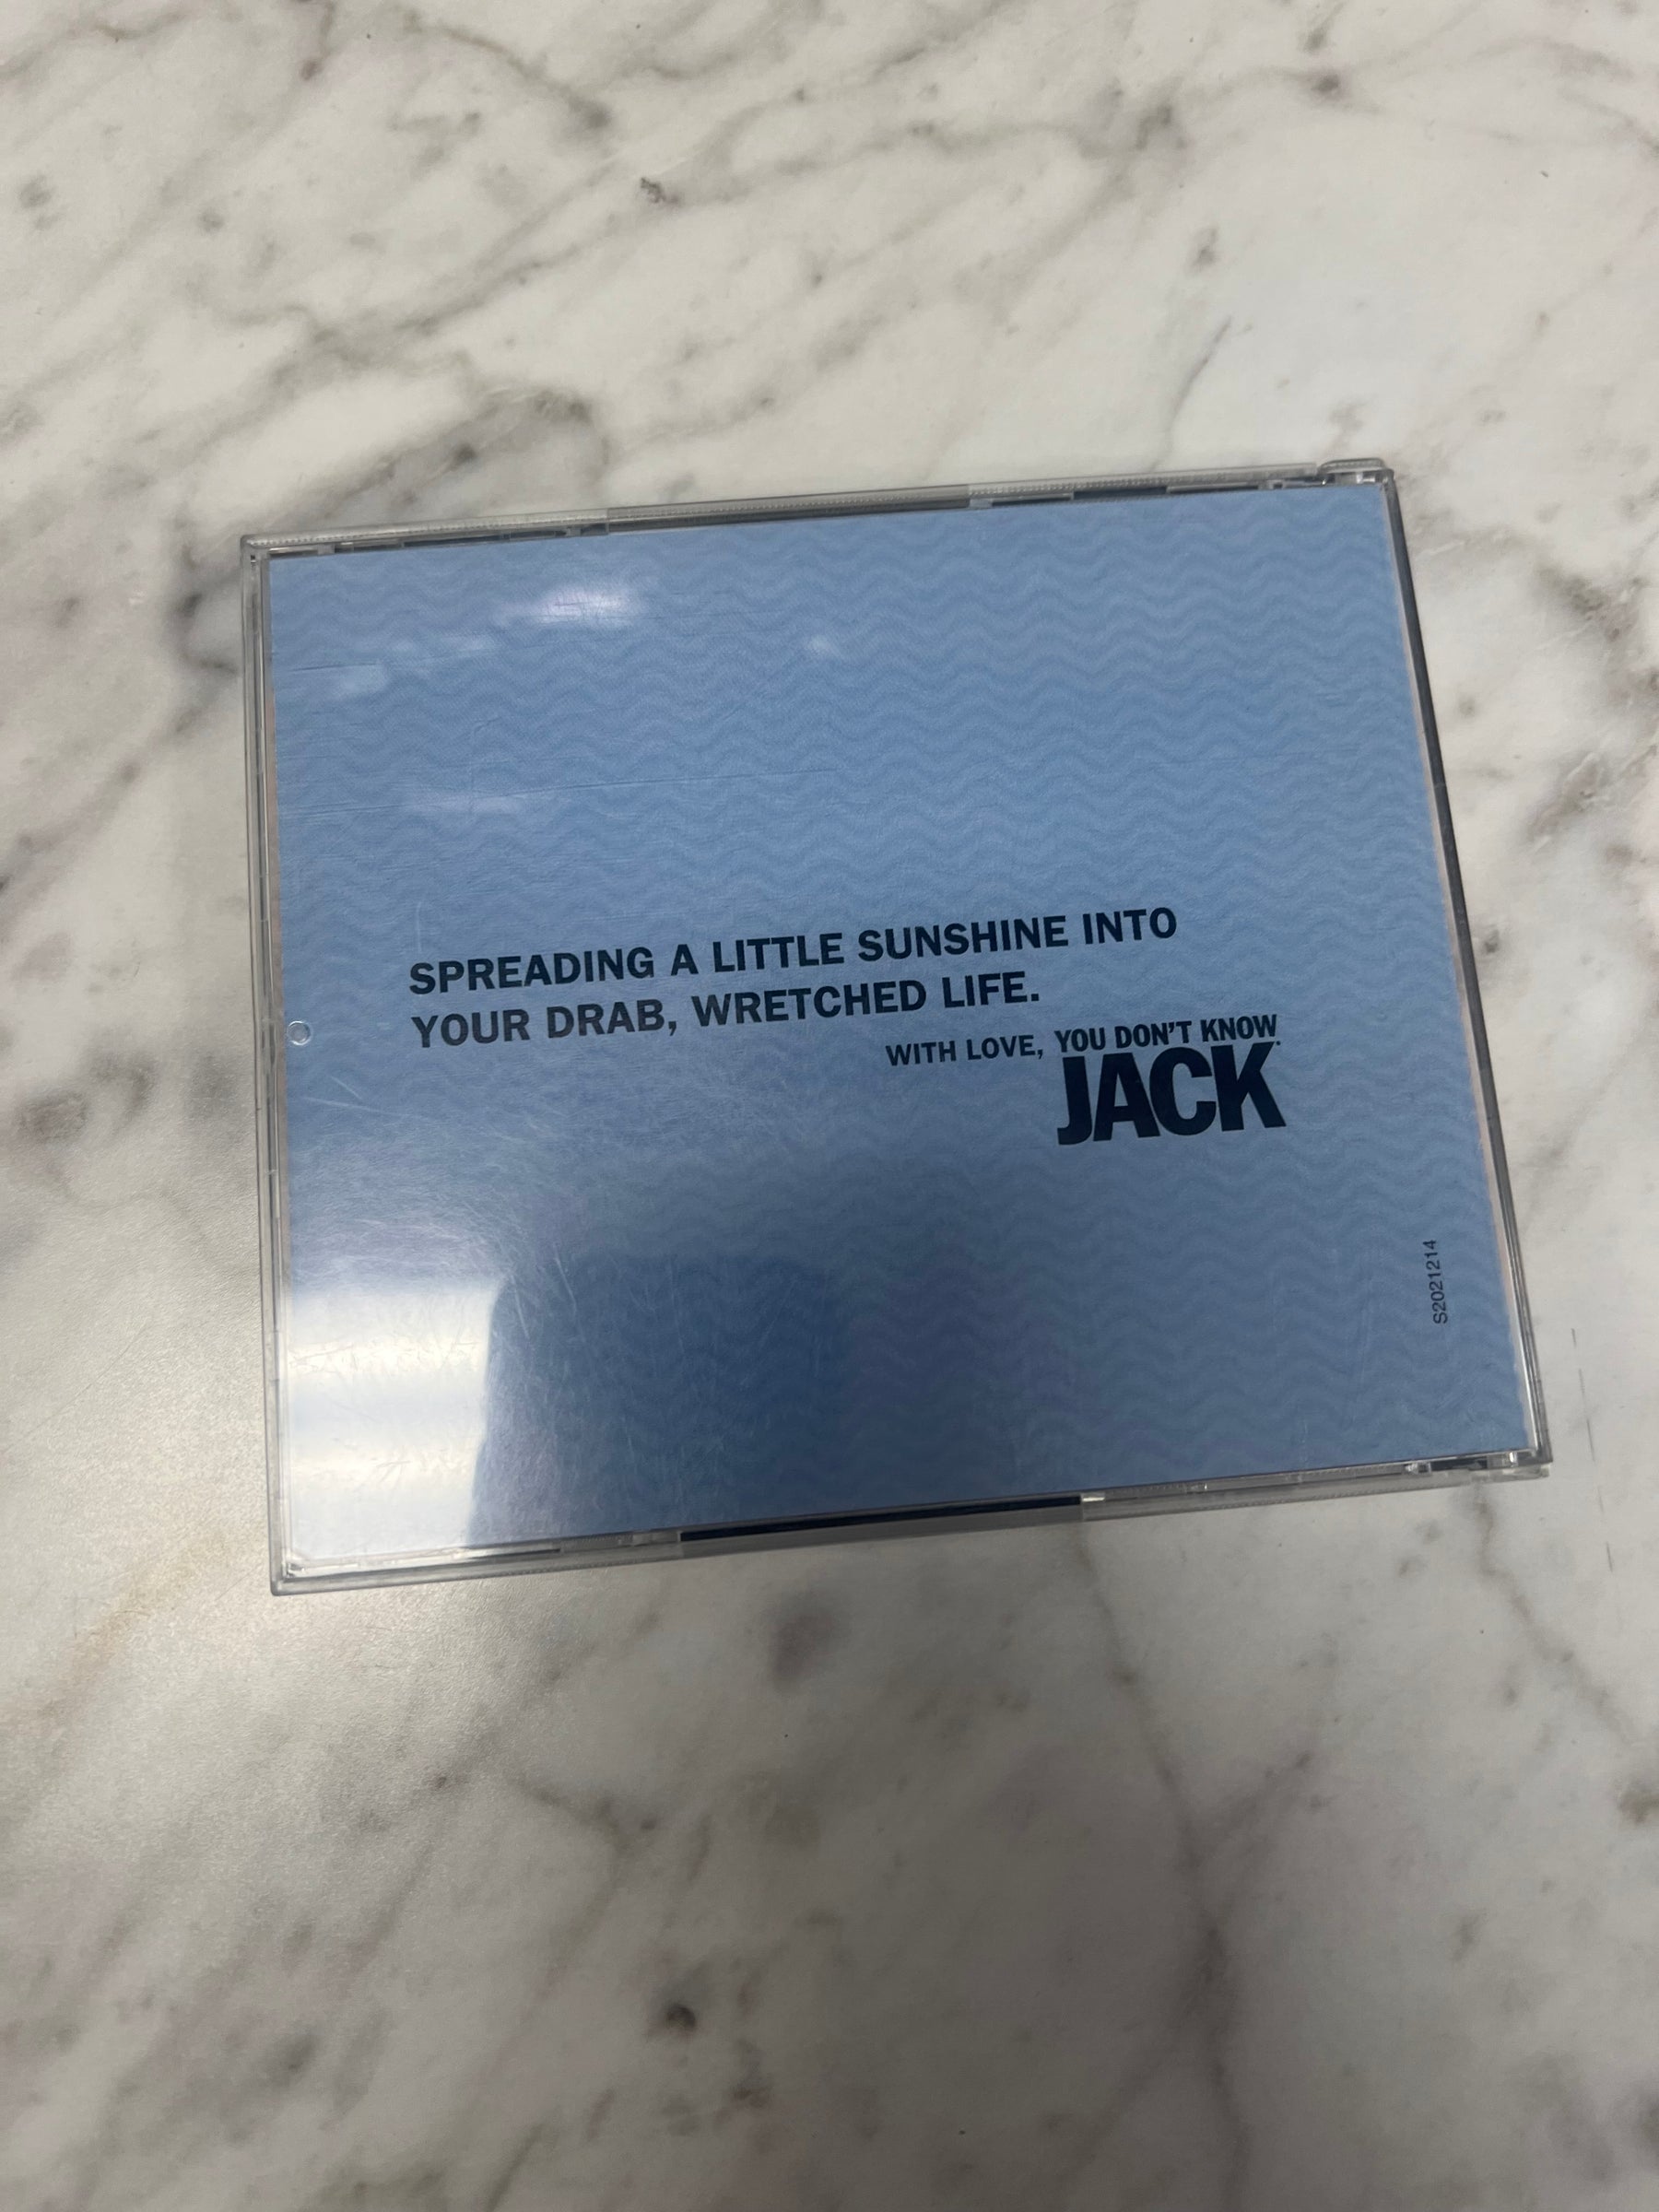 SPREADING A LITTLE SUNSHINE INTO
YOUR DRAB, WRETCHED LIFE.
WITH LOVE, YOU DON'T KNOW
JACK
S2021214